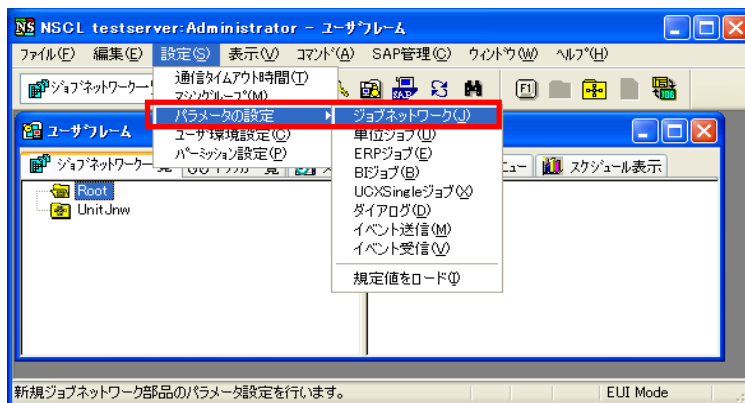 NS NSCL testserver:Administrator - ユーザフレーム
ファイル(F) 編集(E) 設定(S) 表示(V) コマンド(A) SAP管理(C) ウィンドウ(W) ヘルプ(H)
ジョブネットワーク一
SAP
F1
通信タイムアウト時間(T)
マシングループ(M)
パラメータの設定
ユーザ環境設定(C)
パーミッション設定(P)
ジョブネットワーク(J)
単位ジョブ(U)
ERPジョブ(E)
BIジョブ(B)
UCXSingleジョブ(X)
ダイアログ(D)
イベント送信(M)
イベント受信(V)
規定値をロード(I)
ユーザフレーム
ジョブネットワーク一覧
ュー
スケジュール表示
Root
UnitJnw
新規ジョブネットワーク部品のパラメータ設定を行います。
EUI Mode